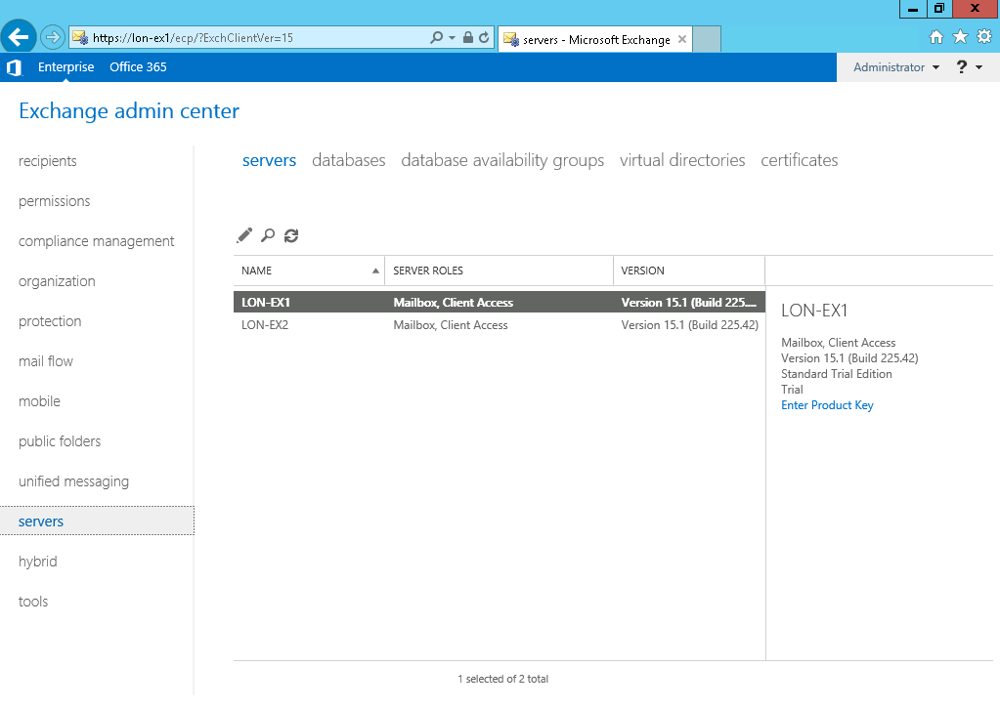 https://lon-ex1/ecp/?ExchClientVer=15
servers - Microsoft Exchange
Enterprise Office 365 Administrator ?
Exchange admin center
recipients
permissions
compliance management
organization
protection
mail flow
mobile
public folders
unified messaging
servers
hybrid
tools
servers databases database availability groups virtual directories certificates
NAME SERVER ROLES VERSION
LON-EX1 Mailbox, Client Access Version 15.1 (Build 225....
LON-EX2 Mailbox, Client Access Version 15.1 (Build 225.42)
LON-EX1
Mailbox, Client Access
Version 15.1 (Build 225.42)
Standard Trial Edition
Trial
Enter Product Key
1 selected of 2 total